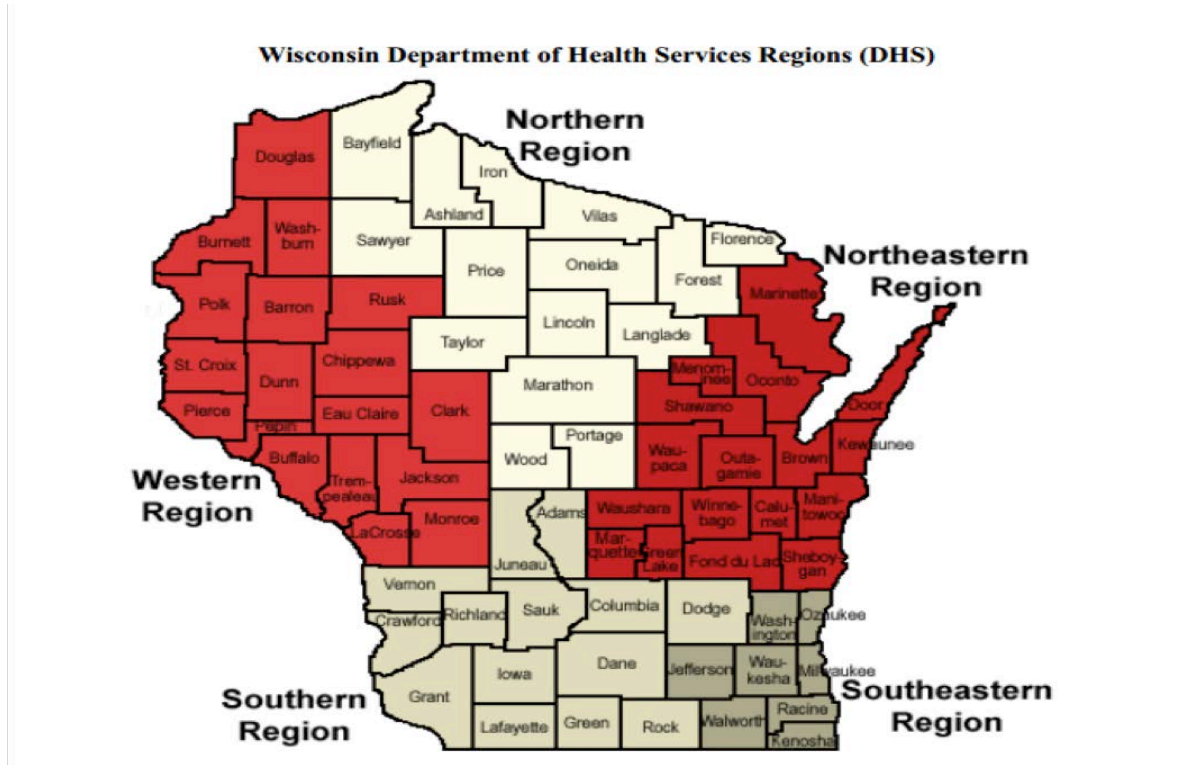 Wisconsin Department of Health Services Regions (DHS)
Northern
Region
Bayfield
Douglas
Iron
Ashland
Vilas
Wash-
burn
Burnett
Sawyer
Florence
Northeastern
Region
Price
Oneida
Forest
Marinette
Polk
Barron
Rusk
Lincoln
Langlade
Taylor
St. Croix
Chippewa
Menom-
inee
Oconto
Dunn
Marathon
Pierce
Eau Claire
Clark
Shawano
Door
Pepin
Portage
Kewaunee
Buffalo
Wood
Wau-
paca
Outa-
gamie
Brown
Western
Region
Trem-
pealeau
Jackson
Adams
Waushara
Winne-
bago
Calu-
met
Mani-
towoc
LaCrosse
Monroe
Mar-
quette
Green
Lake
Fond du Lac
Sheboy-
gan
Juneau
Vernon
Crawford
Richland
Sauk
Columbia
Dodge
Wash-
ington
Ozaukee
Iowa
Dane
Jefferson
Wau-
kesha
Milwaukee
Southern
Region
Grant
Southeastern
Region
Lafayette
Green
Rock
Walworth
Racine
Kenosha